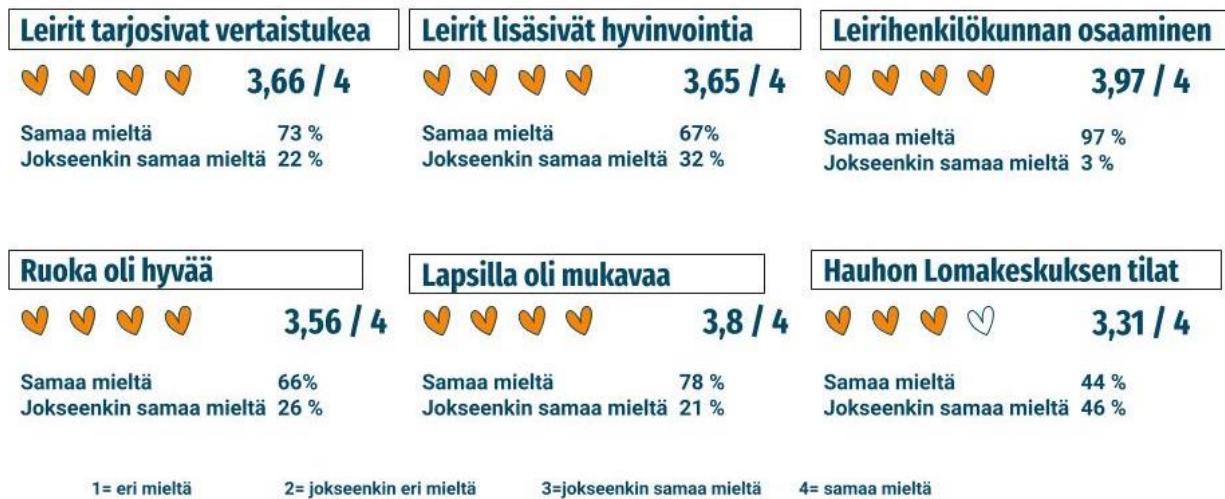 Leirit tarjosivat vertaistukea
3,66 / 4
Samaa mieltä 73 %
Jokseenkin samaa mieltä 22 %
Leirit lisäsivät hyvinvointia
3,65 / 4
Samaa mieltä 67%
Jokseenkin samaa mieltä 32 %
Leirihenkilökunnan osaaminen
3,97 / 4
Samaa mieltä 97 %
Jokseenkin samaa mieltä 3 %
Ruoka oli hyvää
3,56 / 4
Samaa mieltä 66%
Jokseenkin samaa mieltä 26 %
Lapsilla oli mukavaa
3,8 / 4
Samaa mieltä 78 %
Jokseenkin samaa mieltä 21 %
Hauhon Lomakeskuksen tilat
3,31 / 4
Samaa mieltä 44 %
Jokseenkin samaa mieltä 46 %
1= eri mieltä 2= jokseenkin eri mieltä 3=jokseenkin samaa mieltä 4= samaa mieltä